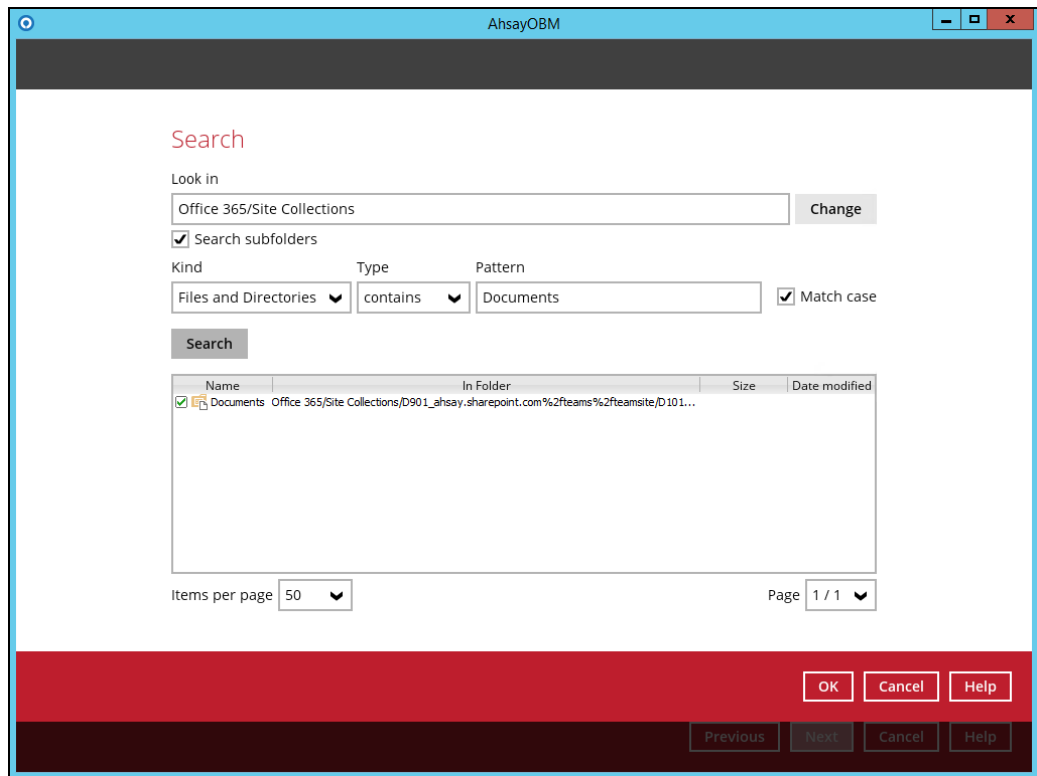 AhsayOBM
Search
Look in
Office 365/Site Collections
Change
Search subfolders
Kind Type Pattern
Files and Directories contains Documents Match case
Search
Name In Folder Size Date modified
Documents Office 365/Site Collections/D901_ahsay.sharepoint.com%2fteams%2fteamsite/D101...
Items per page 50 Page 1 / 1
OK Cancel Help
Previous Next Cancel Help